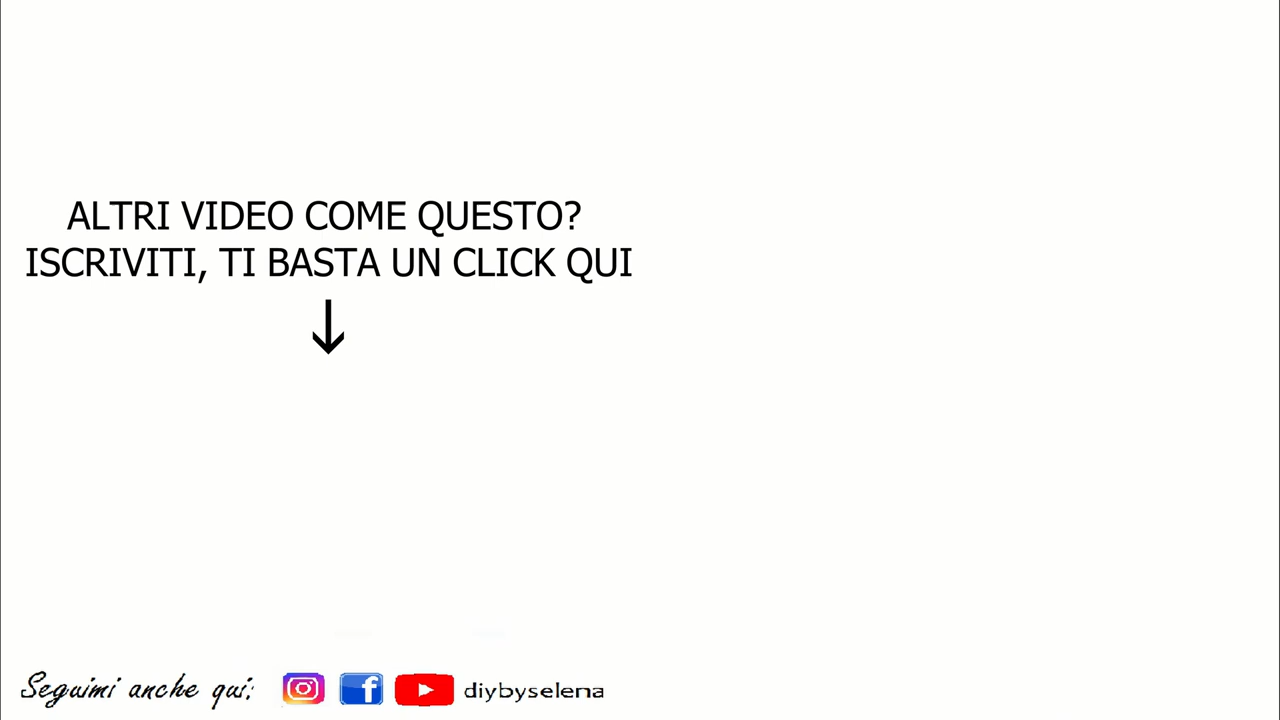 ALTRI VIDEO COME QUESTO?
ISCRIVITI, TI BASTA UN CLICK QUI
↓
Seguimi anche qui: diybyselena